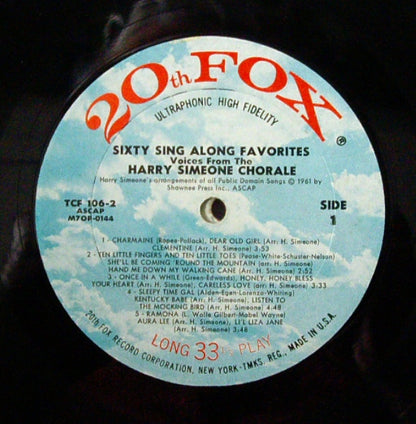 20th FOX
®
ULTRAPHONIC HIGH FIDELITY
SIXTY SING ALONG FAVORITES
Voices From The
HARRY SIMEONE CHORALE
Harry Simeone's arrangements of all Public Domain Songs © 1961 by
Shawnee Press Inc., ASCAP
TCF 106-2
ASCAP
M7OP-0144
SIDE
1
1 - CHARMAINE (Rapee-Pollack), DEAR OLD GIRL (Arr. H. Simeone)
CLEMENTINE (Arr. H. Simeone) 3:53
2 - TEN LITTLE FINGERS AND TEN LITTLE TOES (Pease-White-Schuster-Nelson)
SHE'LL BE COMING 'ROUND THE MOUNTAIN (Arr. H. Simeone)
HAND ME DOWN MY WALKING CANE (Arr. H. Simeone) 2:52
3 - ONCE IN A WHILE (Green-Edwards), HONEY, HONEY BLESS
YOUR HEART (Arr. H. Simeone), CARELESS LOVE (Arr. H. Simeone) 3:33
4 - SLEEPY TIME GAL (Alden-Egan-Lorenzo-Whiting)
KENTUCKY BABE (Arr. H. Simeone), LISTEN TO
THE MOCKING BIRD (Arr. H. Simeone) 4:48
5 - RAMONA (L. Wolfe Gilbert-Mabel Wayne)
AURA LEE (Arr. H. Simeone), LI'L LIZA JANE
(Arr. H. Simeone) 3:48
LONG 33 PLAY
20th FOX RECORD CORPORATION, NEW YORK-TMKS. REG., MADE IN U.S.A.